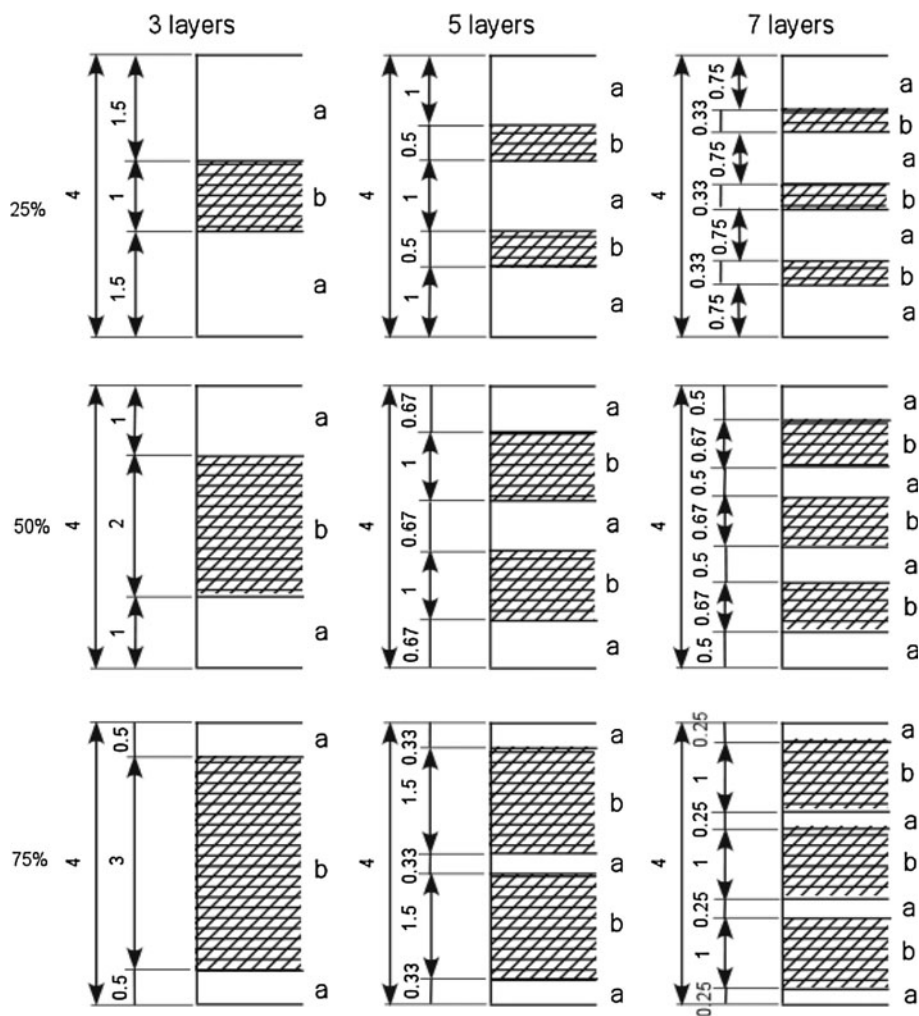 3 layers 5 layers 7 layers
25%
4 1.5 1 1.5 a b a
4 1 0.5 1 0.5 1 a b a b a
4 0.75 0.33 0.75 0.33 0.75 0.33 0.75 a b a b a b a
50%
4 1 2 1 a b a
4 0.67 1 0.67 1 0.67 a b a b a
4 0.5 0.67 0.5 0.67 0.5 0.67 0.5 a b a b a b a
75%
4 0.5 3 0.5 a b a
4 0.33 1.5 0.33 1.5 0.33 a b a b a
4 0.25 1 0.25 1 0.25 1 0.25 a b a b a b a